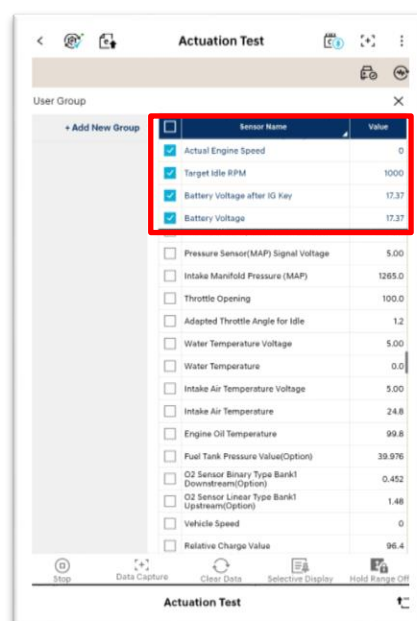 Actuation Test
User Group
+ Add New Group
Sensor Name Value
Actual Engine Speed 0
Target Idle RPM 1000
Battery Voltage after IG Key 17.37
Battery Voltage 17.37
Pressure Sensor(MAP) Signal Voltage 5.00
Intake Manifold Pressure (MAP) 1265.0
Throttle Opening 100.0
Adapted Throttle Angle for Idle 1.2
Water Temperature Voltage 5.00
Water Temperature 0.0
Intake Air Temperature Voltage 5.00
Intake Air Temperature 24.8
Engine Oil Temperature 99.8
Fuel Tank Pressure Value(Option) 39.976
O2 Sensor Binary Type Bank1
Downstream(Option) 0.452
O2 Sensor Linear Type Bank1
Upstream(Option) 1.48
Vehicle Speed 0
Relative Charge Value 96.4
Stop Data Capture Clear Data Selective Display Hold Range Off
Actuation Test